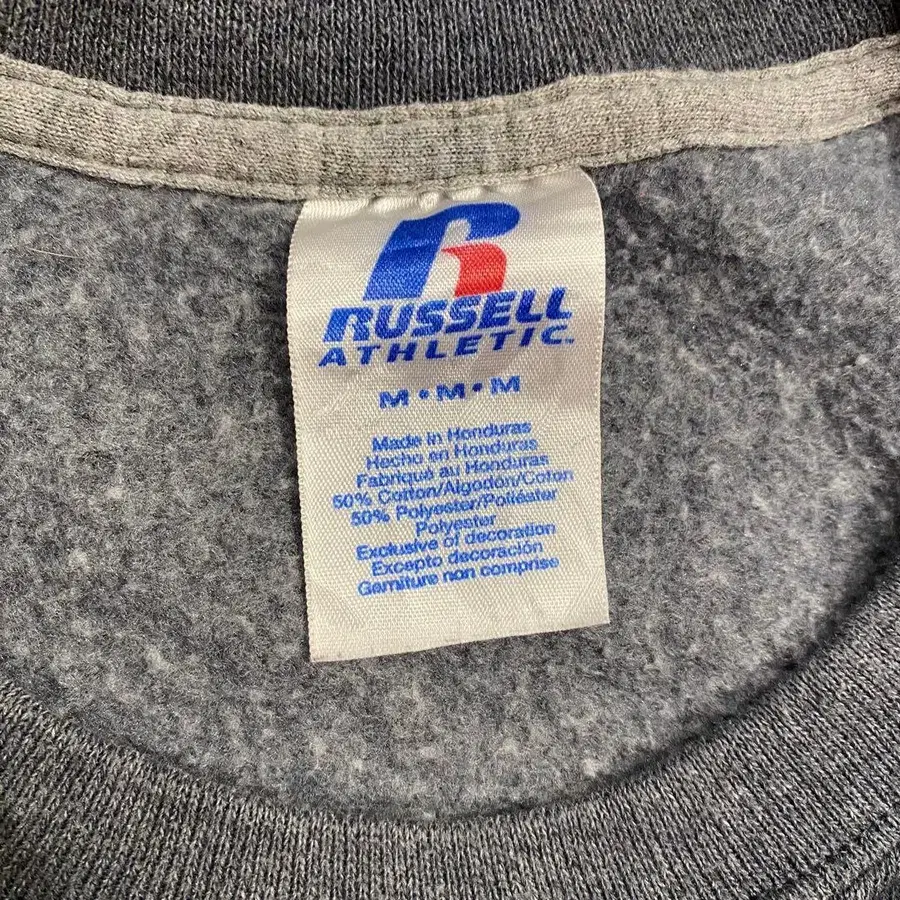 R
RUSSELL
ATHLETIC™
M • M • M
Made in Honduras
Hecho en Honduras
Fabriqué au Honduras
50% Cotton/Algodón/Coton
50% Polyester/Poliéster
Polyester
Exclusive of decoration
Excepto decoración
Garniture non comprise